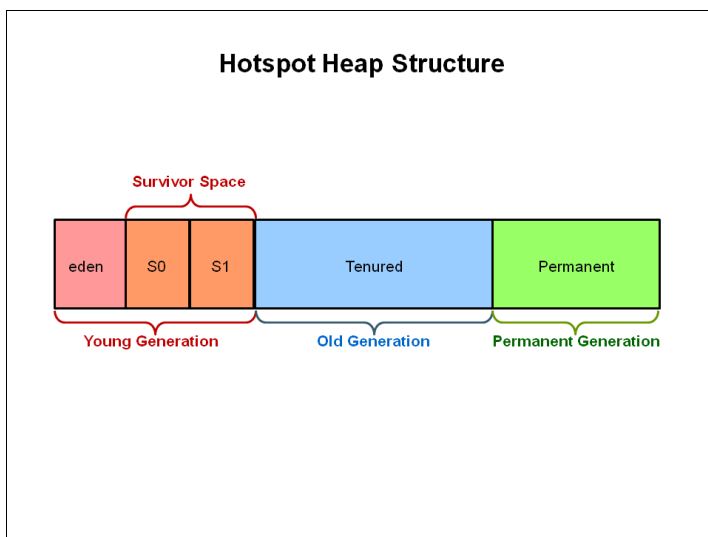 Hotspot Heap Structure
Survivor Space
eden
S0
S1
Tenured
Permanent
Young Generation
Old Generation
Permanent Generation